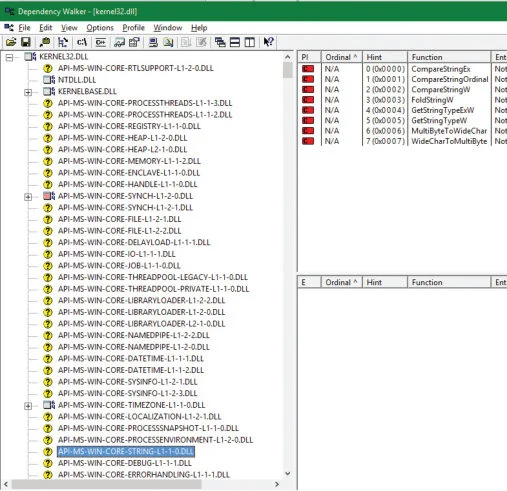 Dependency Walker - [kernel32.dll]
File Edit View Options Profile Window Help
KERNEL32.DLL
API-MS-WIN-CORE-RTLSUPPORT-L1-2-0.DLL
NTDLL.DLL
KERNELBASE.DLL
API-MS-WIN-CORE-PROCESSTHREADS-L1-1-3.DLL
API-MS-WIN-CORE-PROCESSTHREADS-L1-1-2.DLL
API-MS-WIN-CORE-REGISTRY-L1-1-0.DLL
API-MS-WIN-CORE-HEAP-L1-2-0.DLL
API-MS-WIN-CORE-HEAP-L2-1-0.DLL
API-MS-WIN-CORE-MEMORY-L1-1-2.DLL
API-MS-WIN-CORE-ENCLAVE-L1-1-0.DLL
API-MS-WIN-CORE-HANDLE-L1-1-0.DLL
API-MS-WIN-CORE-SYNCH-L1-2-0.DLL
API-MS-WIN-CORE-SYNCH-L1-2-1.DLL
API-MS-WIN-CORE-FILE-L1-2-1.DLL
API-MS-WIN-CORE-FILE-L1-2-2.DLL
API-MS-WIN-CORE-DELAYLOAD-L1-1-1.DLL
API-MS-WIN-CORE-IO-L1-1-1.DLL
API-MS-WIN-CORE-JOB-L1-1-0.DLL
API-MS-WIN-CORE-THREADPOOL-LEGACY-L1-1-0.DLL
API-MS-WIN-CORE-THREADPOOL-PRIVATE-L1-1-0.DLL
API-MS-WIN-CORE-LIBRARYLOADER-L1-2-2.DLL
API-MS-WIN-CORE-LIBRARYLOADER-L1-2-0.DLL
API-MS-WIN-CORE-LIBRARYLOADER-L2-1-0.DLL
API-MS-WIN-CORE-NAMEDPIPE-L1-2-2.DLL
API-MS-WIN-CORE-NAMEDPIPE-L1-2-0.DLL
API-MS-WIN-CORE-DATETIME-L1-1-1.DLL
API-MS-WIN-CORE-DATETIME-L1-1-2.DLL
API-MS-WIN-CORE-SYSINFO-L1-2-1.DLL
API-MS-WIN-CORE-SYSINFO-L1-2-3.DLL
API-MS-WIN-CORE-TIMEZONE-L1-1-0.DLL
API-MS-WIN-CORE-LOCALIZATION-L1-2-1.DLL
API-MS-WIN-CORE-PROCESSSNAPSHOT-L1-1-0.DLL
API-MS-WIN-CORE-PROCESSENVIRONMENT-L1-2-0.DLL
API-MS-WIN-CORE-STRING-L1-1-0.DLL
API-MS-WIN-CORE-DEBUG-L1-1-1.DLL
API-MS-WIN-CORE-ERRORHANDLING-L1-1-1.DLL
PI Ordinal ^ Hint Function Ent
N/A 0 (0x0000) CompareStringEx Not
N/A 1 (0x0001) CompareStringOrdinal Not
N/A 2 (0x0002) CompareStringW Not
N/A 3 (0x0003) FoldStringW Not
N/A 4 (0x0004) GetStringTypeExW Not
N/A 5 (0x0005) GetStringTypeW Not
N/A 6 (0x0006) MultiByteToWideChar Not
N/A 7 (0x0007) WideCharToMultiByte Not
E Ordinal ^ Hint Function Ent